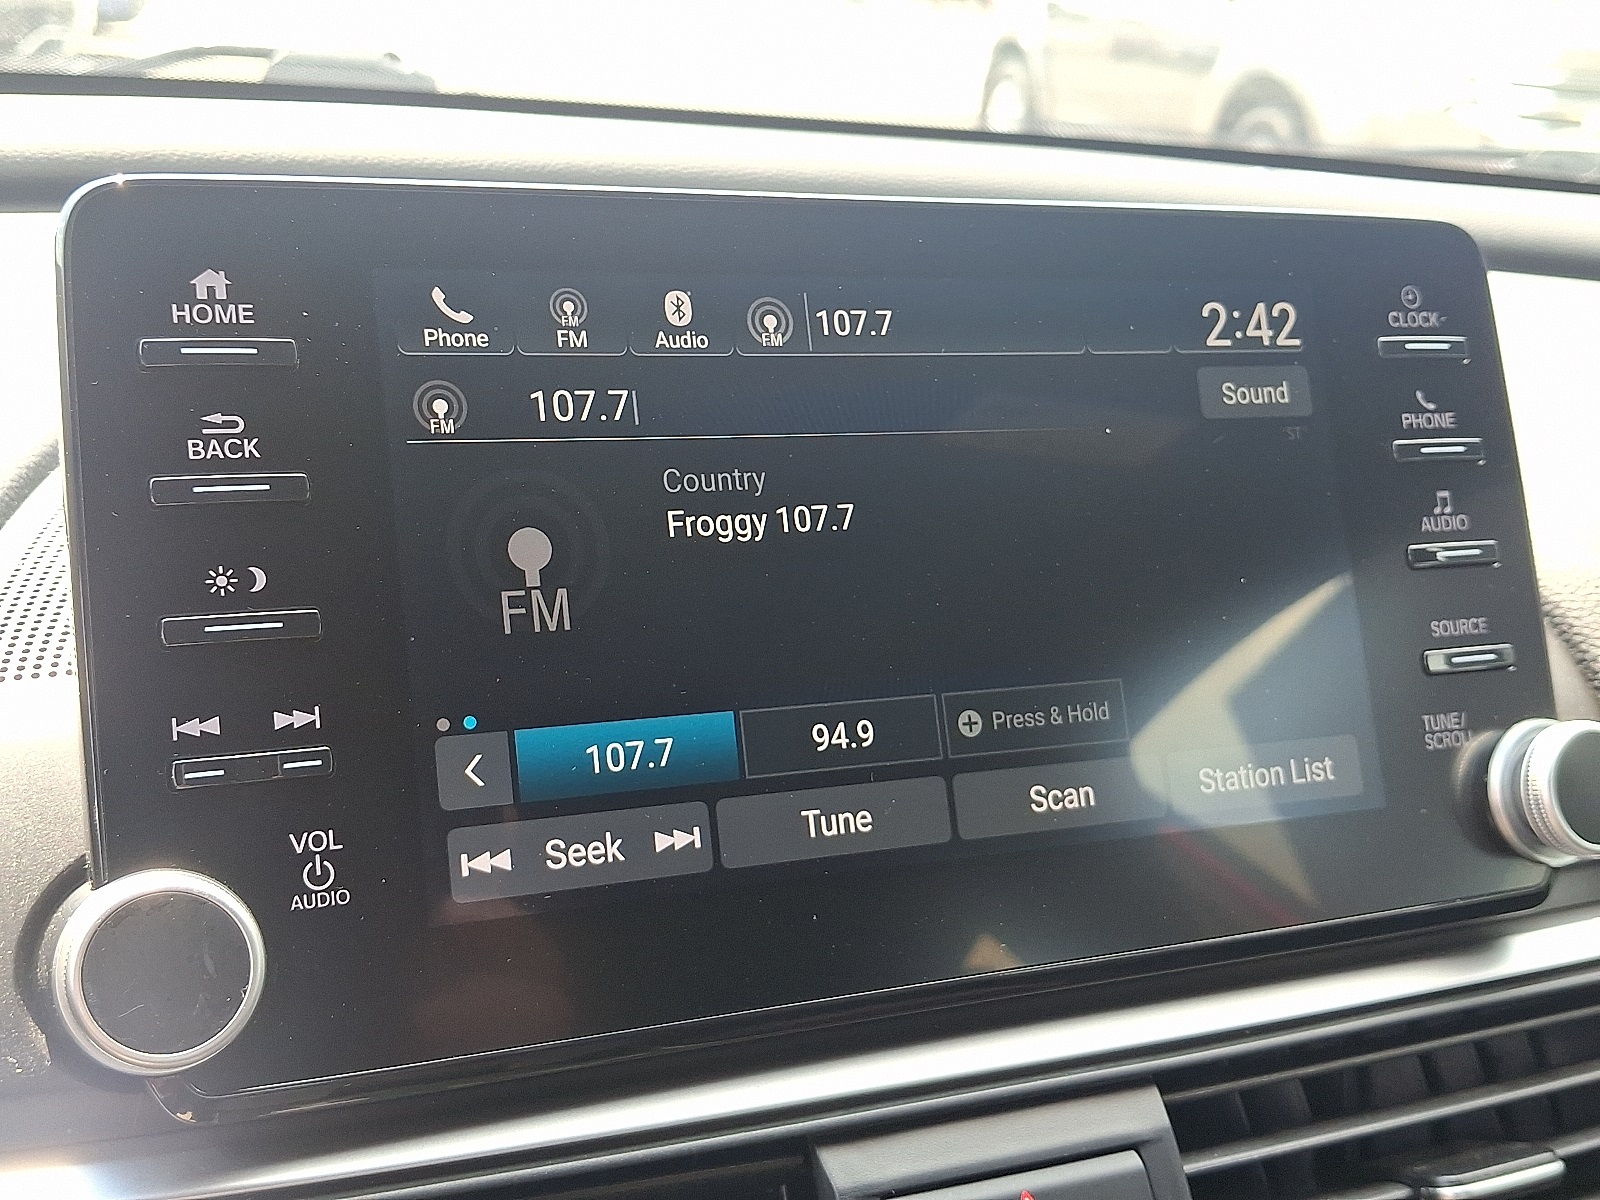 HOME
BACK
VOL
AUDIO
Phone
FM
FM
Audio
FM
107.7
2:42
FM
107.7
Sound
ST
Country
Froggy 107.7
FM
107.7
94.9
Press & Hold
Seek
Tune
Scan
Station List
CLOCK
PHONE
AUDIO
SOURCE
TUNE/
SCROLL